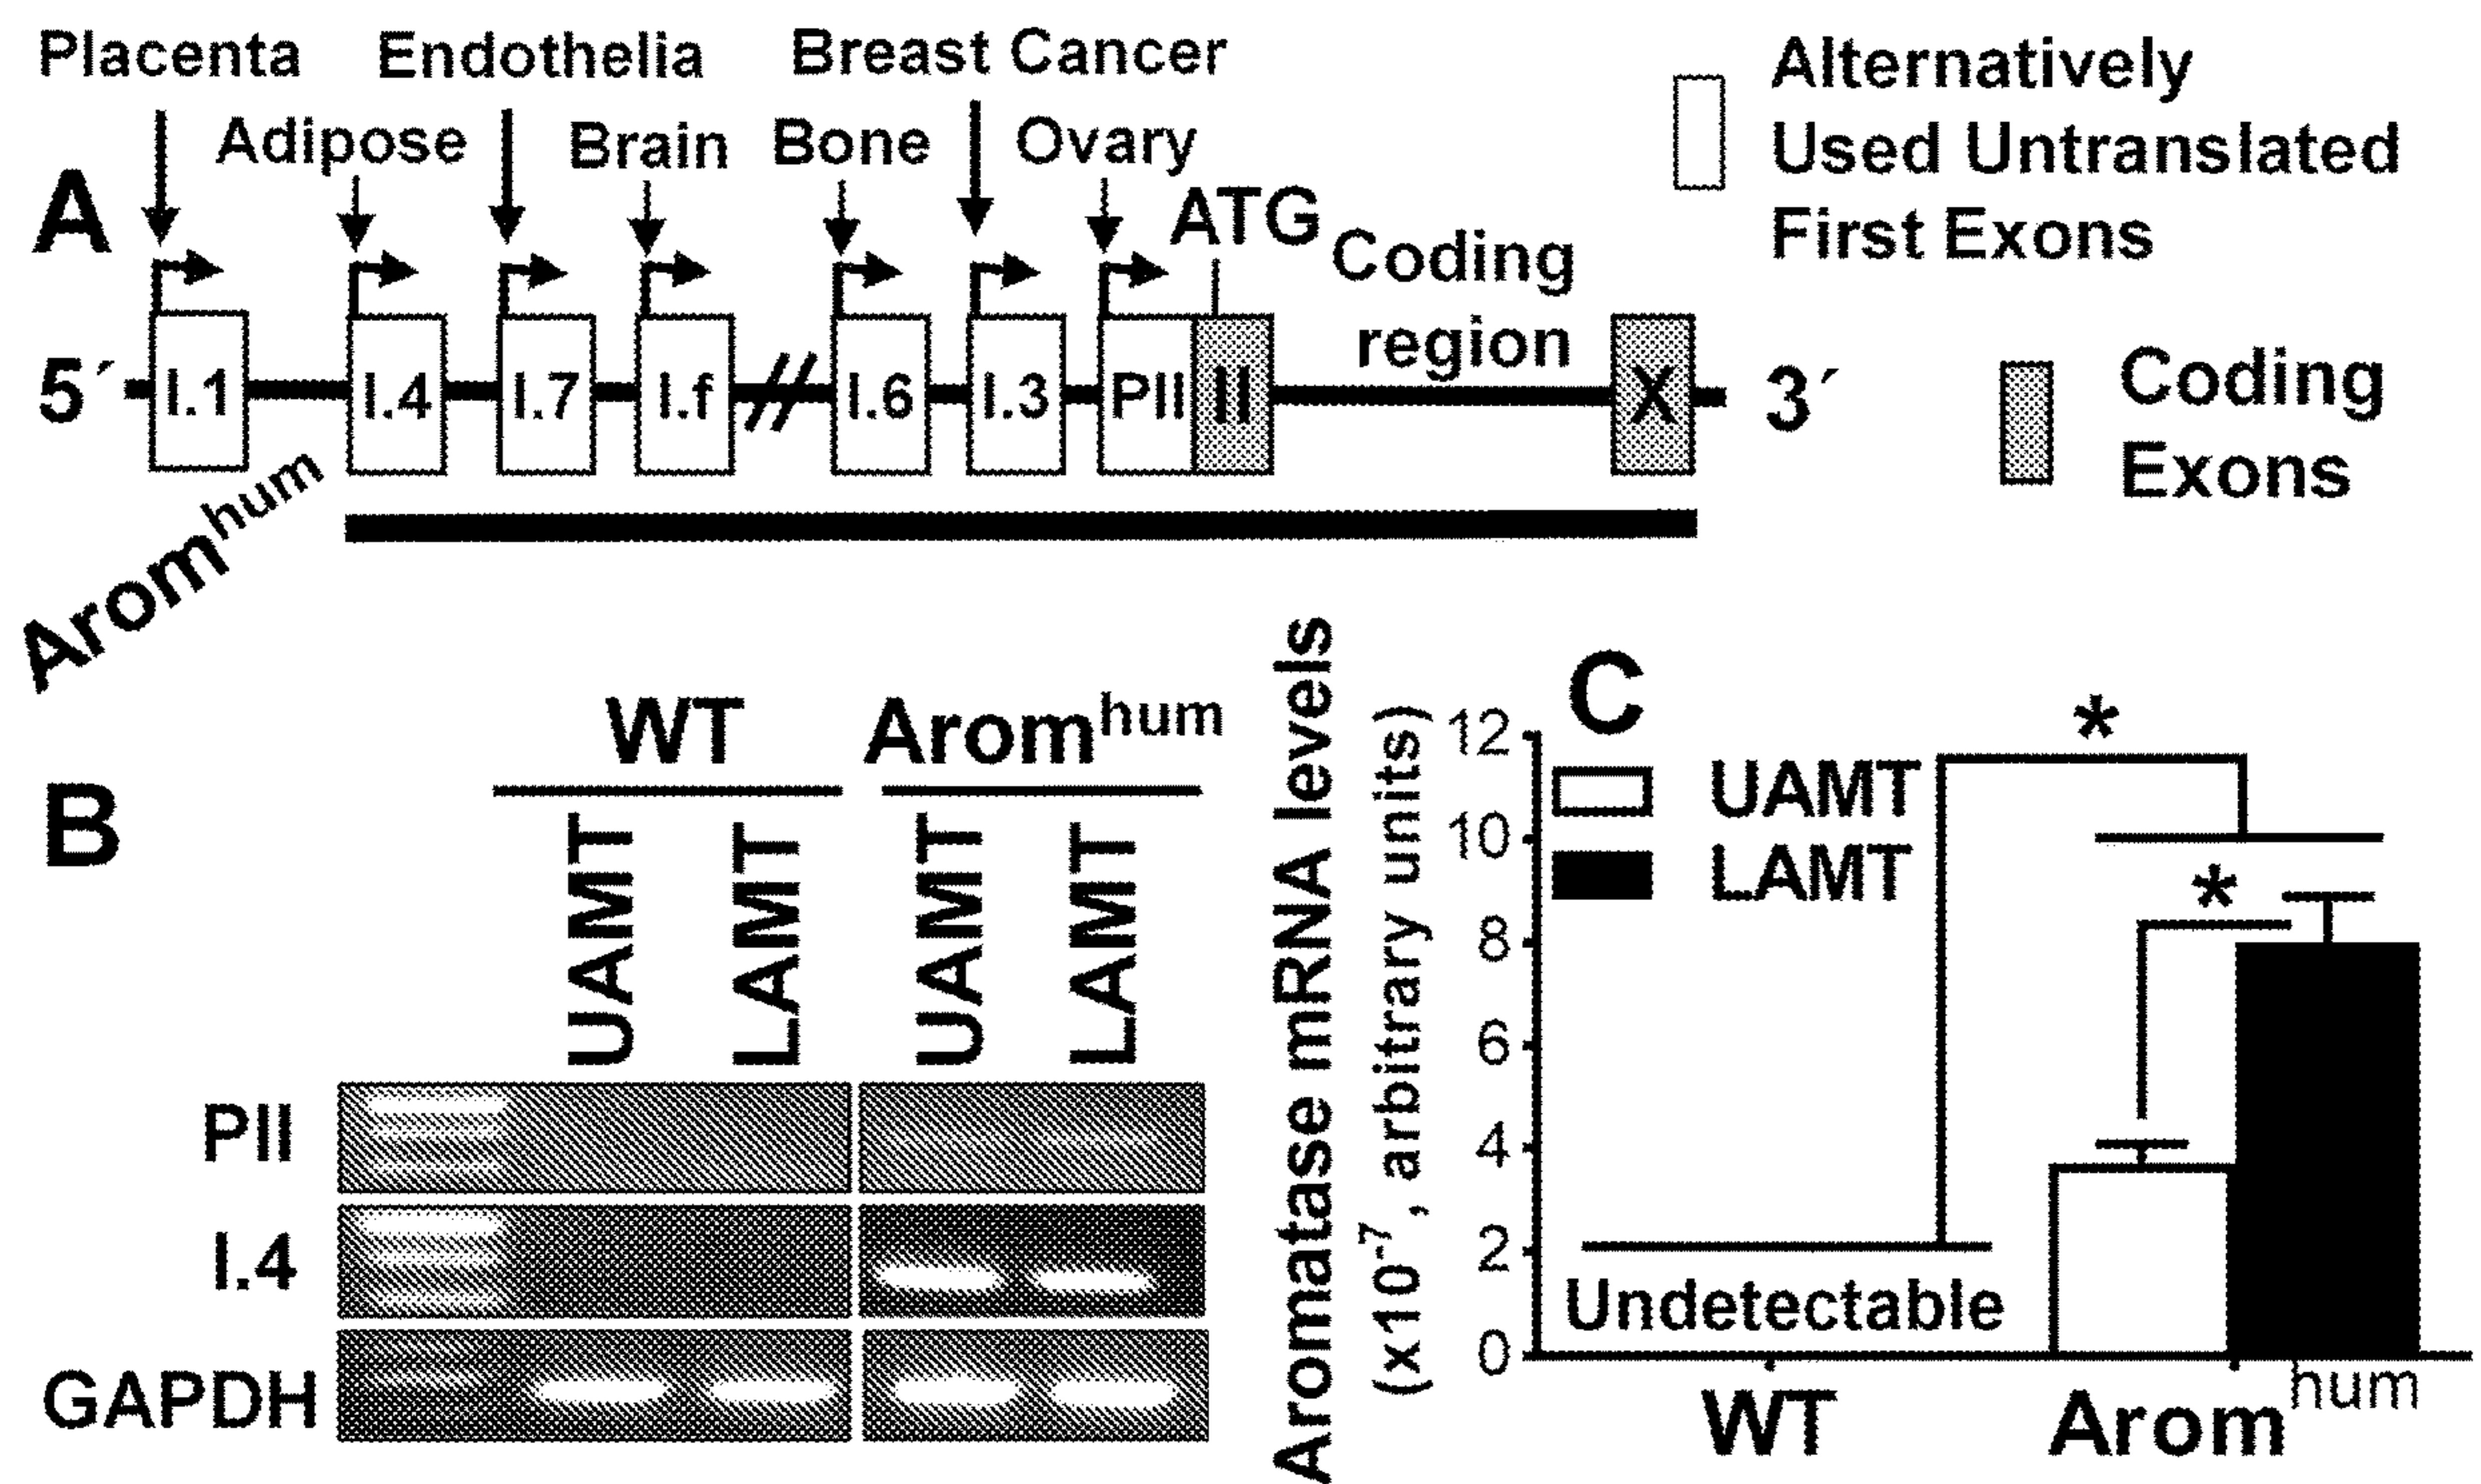 Placenta
Endothelia
Breast Cancer
Adipose
Brain
Bone
Ovary
Alternatively
Used Untranslated
First Exons
A
ATG
Coding
region
5´
I.1
I.4
I.7
I.f
//
I.6
I.3
PII
II
X
3´
Coding
Exons
Arom^hum
B
WT
Arom^hum
UAMT
LAMT
UAMT
LAMT
PII
I.4
GAPDH
C
Aromatase mRNA levels
(x10^-7, arbitrary units)
12
10
8
6
4
2
0
UAMT
LAMT
*
*
Undetectable
WT
Arom^hum